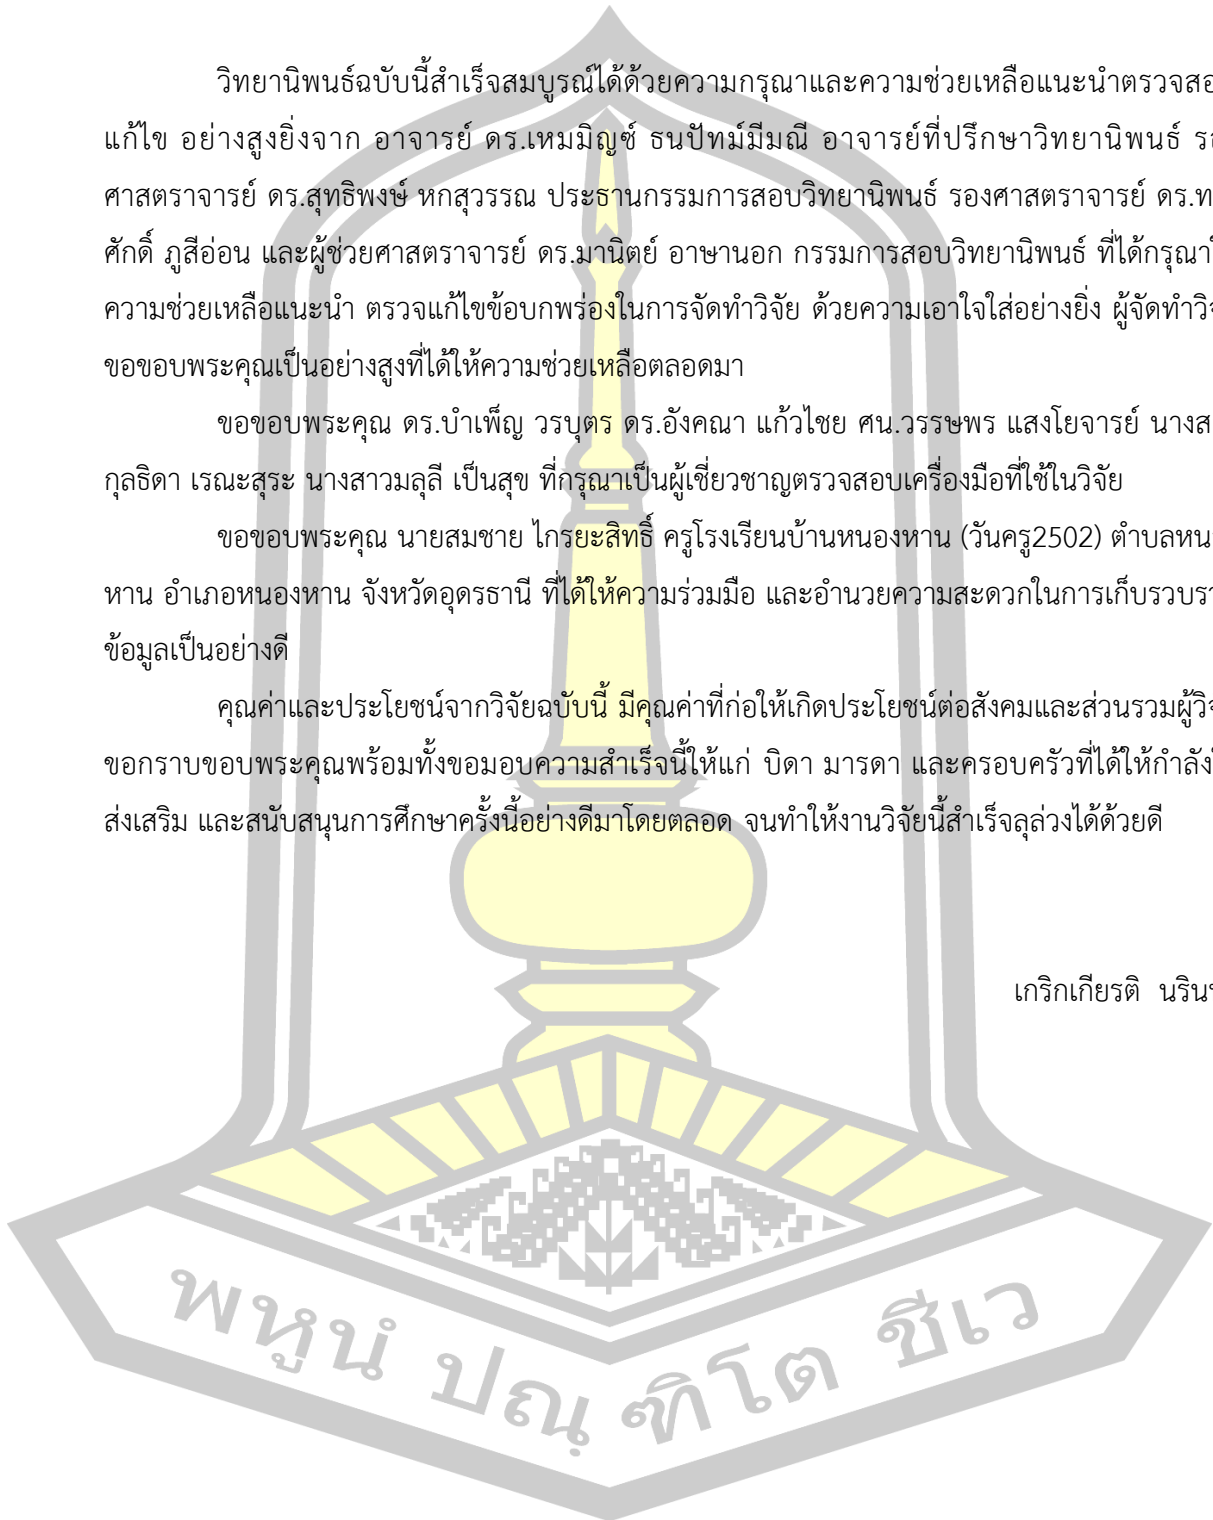 วิทยานิพนธ์ฉบับนี้สำเร็จสมบูรณ์ได้ด้วยความกรุณาและความช่วยเหลือแนะนำตรวจสอ
แก้ไข อย่างสูงยิ่งจาก อาจารย์ ดร.เหมมิญช์ ธนปัทม์มีมณี อาจารย์ที่ปรึกษาวิทยานิพนธ์
ศาสตราจารย์ ดร.สุทธิพงษ์ หกสุวรรณ ประธานกรรมการสอบวิทยานิพนธ์ รองศาสตราจารย์ ดร.ท
ศักดิ์ ภูสีอ่อน และผู้ช่วยศาสตราจารย์ ดร.มานิตย์ อาษานอก กรรมการสอบวิทยานิพนธ์ ที่ได้กรุณา
ความช่วยเหลือแนะนำ ตรวจแก้ไขข้อบกพร่องในการจัดทำวิจัย ด้วยความเอาใจใส่อย่างยิ่ง ผู้จัดทำวิ
ขอขอบพระคุณเป็นอย่างสูงที่ได้ให้ความช่วยเหลือตลอดมา
ขอขอบพระคุณ ดร.บำเพ็ญ วรบุตร ดร.อังคณา แก้วไชย ศน.วรรษพร แสงโยจารย์ นางส
กุลธิดา เรณะสุระ นางสาวมลุลี เป็นสุข ที่กรุณาเป็นผู้เชี่ยวชาญตรวจสอบเครื่องมือที่ใช้ในวิจัย
ขอขอบพระคุณ นายสมชาย ไกรยะสิทธิ์ ครูโรงเรียนบ้านหนองหาน (วันครู2502) ตำบลหน
หาน อำเภอหนองหาน จังหวัดอุดรธานี ที่ได้ให้ความร่วมมือ และอำนวยความสะดวกในการเก็บรวบรา
ข้อมูลเป็นอย่างดี
คุณค่าและประโยชน์จากวิจัยฉบับนี้ มีคุณค่าที่ก่อให้เกิดประโยชน์ต่อสังคมและส่วนรวมผู้วิ
ขอกราบขอบพระคุณพร้อมทั้งขอมอบความสำเร็จนี้ให้แก่ บิดา มารดา และครอบครัวที่ได้ให้กำลัง
ส่งเสริม และสนับสนุนการศึกษาครั้งนี้อย่างดีมาโดยตลอด จนทำให้งานวิจัยนี้สำเร็จลุล่วงได้ด้วยดี
เกริกเกียรติ นริน
พหูนํ ปณฺฑิโต ชีเว